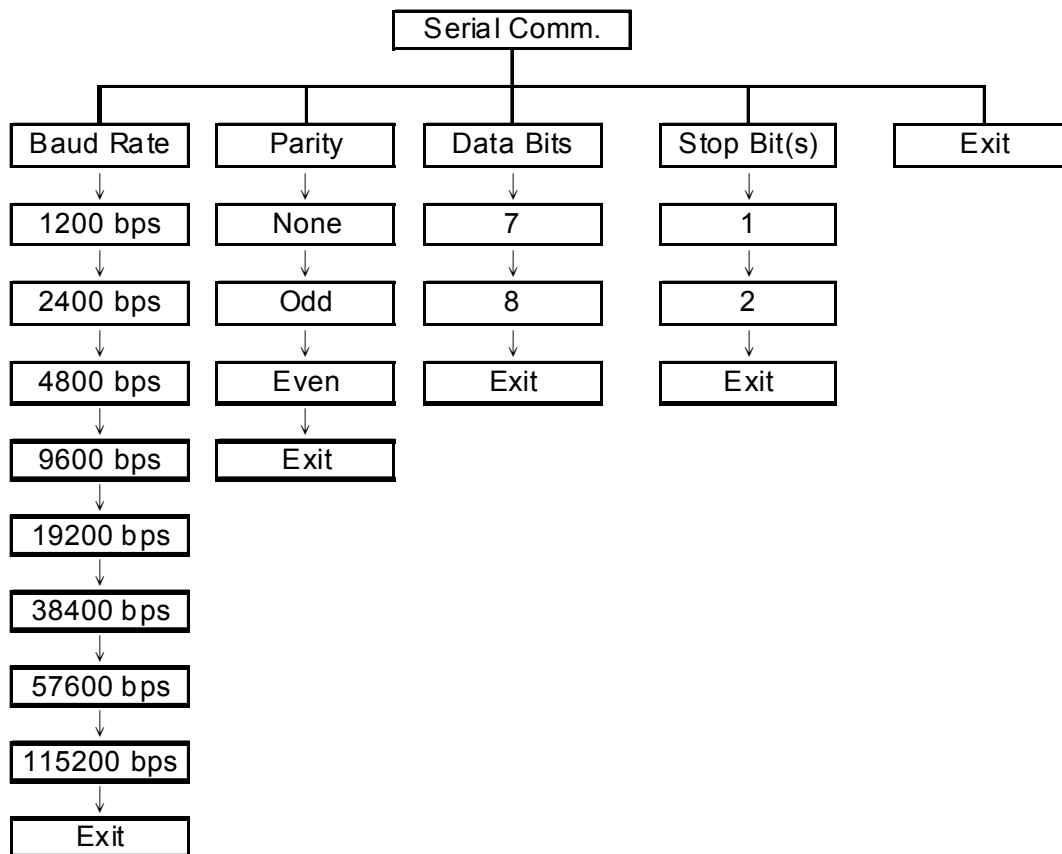 Serial Comm.
Baud Rate
Parity
Data Bits
Stop Bit(s)
Exit
1200 bps
None
7
1
2400 bps
Odd
8
2
4800 bps
Even
Exit
Exit
9600 bps
Exit
19200 bps
38400 bps
57600 bps
115200 bps
Exit